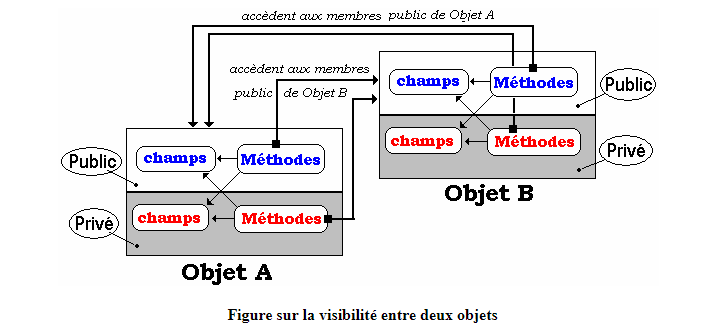 accèdent aux membres public de Objet A
accèdent aux membres
public de Objet B
champs Méthodes
Public
champs Méthodes
Privé
Objet B
Public
champs Méthodes
Privé
champs Méthodes
Objet A
Figure sur la visibilité entre deux objets